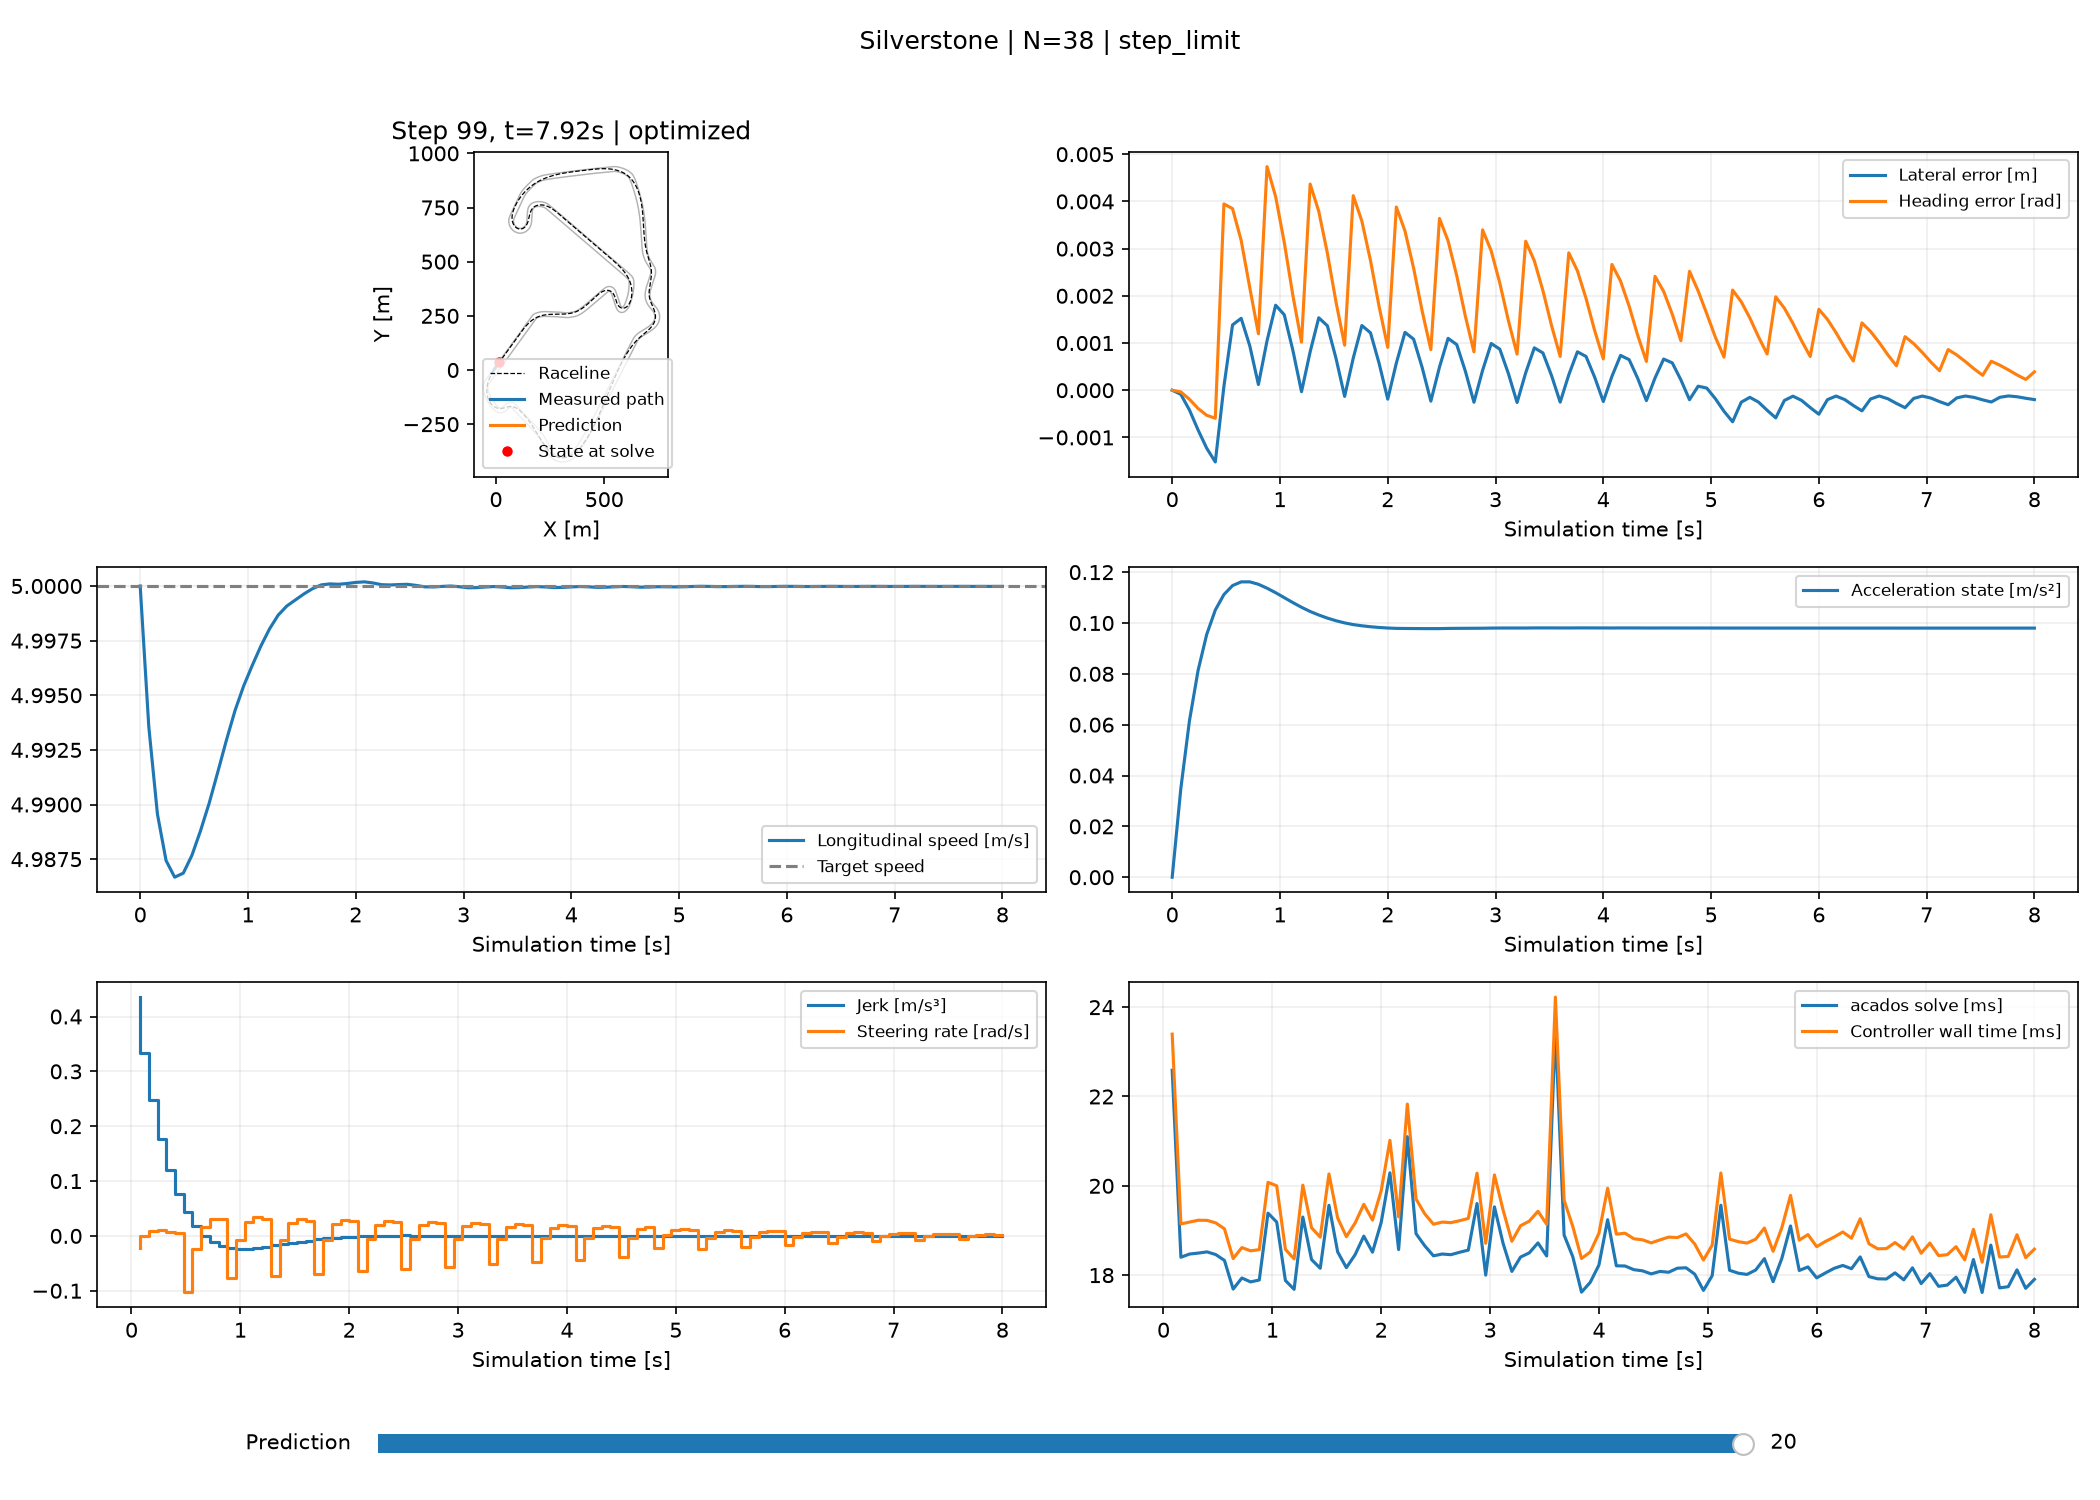 Silverstone | N=38 | step_limit
Step 99, t=7.92s | optimized
1000
750
500
250
0
−250
Y [m]
0 500
X [m]
Raceline
Measured path
Prediction
State at solve
0.005
0.004
0.003
0.002
0.001
0.000
−0.001
0 1 2 3 4 5 6 7 8
Simulation time [s]
Lateral error [m]
Heading error [rad]
5.0000
4.9975
4.9950
4.9925
4.9900
4.9875
0 1 2 3 4 5 6 7 8
Simulation time [s]
Longitudinal speed [m/s]
Target speed
0.12
0.10
0.08
0.06
0.04
0.02
0.00
0 1 2 3 4 5 6 7 8
Simulation time [s]
Acceleration state [m/s²]
0.4
0.3
0.2
0.1
0.0
−0.1
0 1 2 3 4 5 6 7 8
Simulation time [s]
Jerk [m/s³]
Steering rate [rad/s]
24
22
20
18
0 1 2 3 4 5 6 7 8
Simulation time [s]
acados solve [ms]
Controller wall time [ms]
Prediction 20